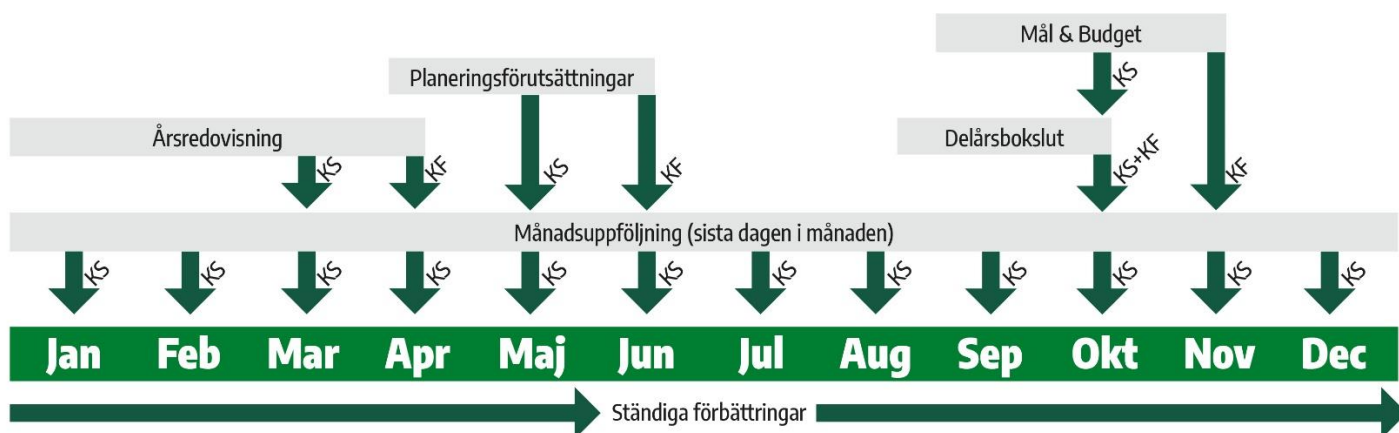 Mål & Budget
KS
Planeringsförutsättningar
Årsredovisning
Delårsbokslut
KS KF KS KF KS+KF KF
Månadsuppföljning (sista dagen i månaden)
KS KS KS KS KS KS KS KS KS KS KS KS
Jan Feb Mar Apr Maj Jun Jul Aug Sep Okt Nov Dec
Ständiga förbättringar